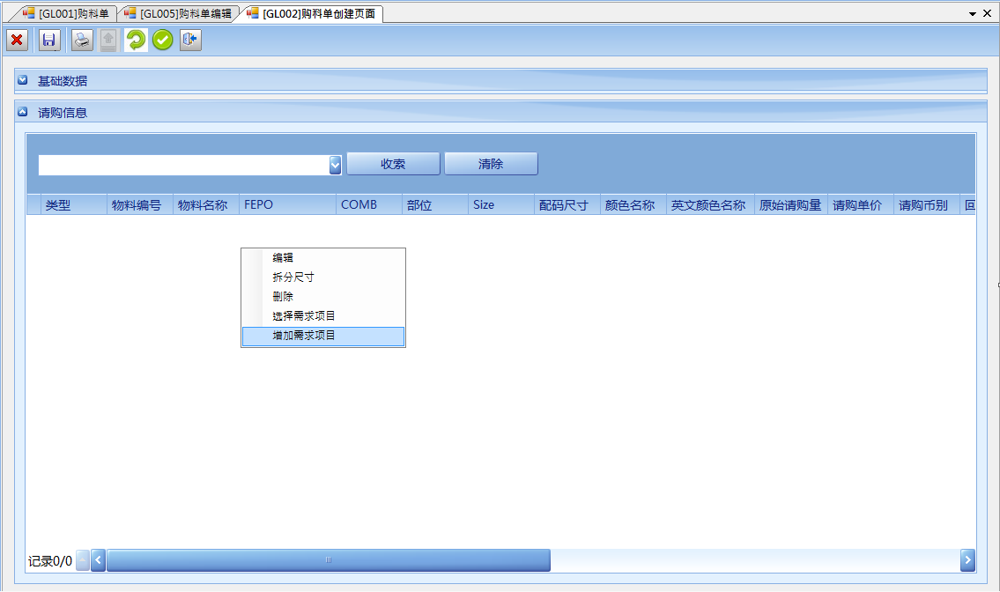 [GL001]购料单 [GL005]购料单编辑 [GL002]购料单创建页面
基础数据
请购信息
收索 清除
类型 物料编号 物料名称 FEPO COMB 部位 Size 配码尺寸 颜色名称 英文颜色名称 原始请购量 请购单价 请购币别 回
编辑
拆分尺寸
删除
选择需求项目
增加需求项目
记录0/0